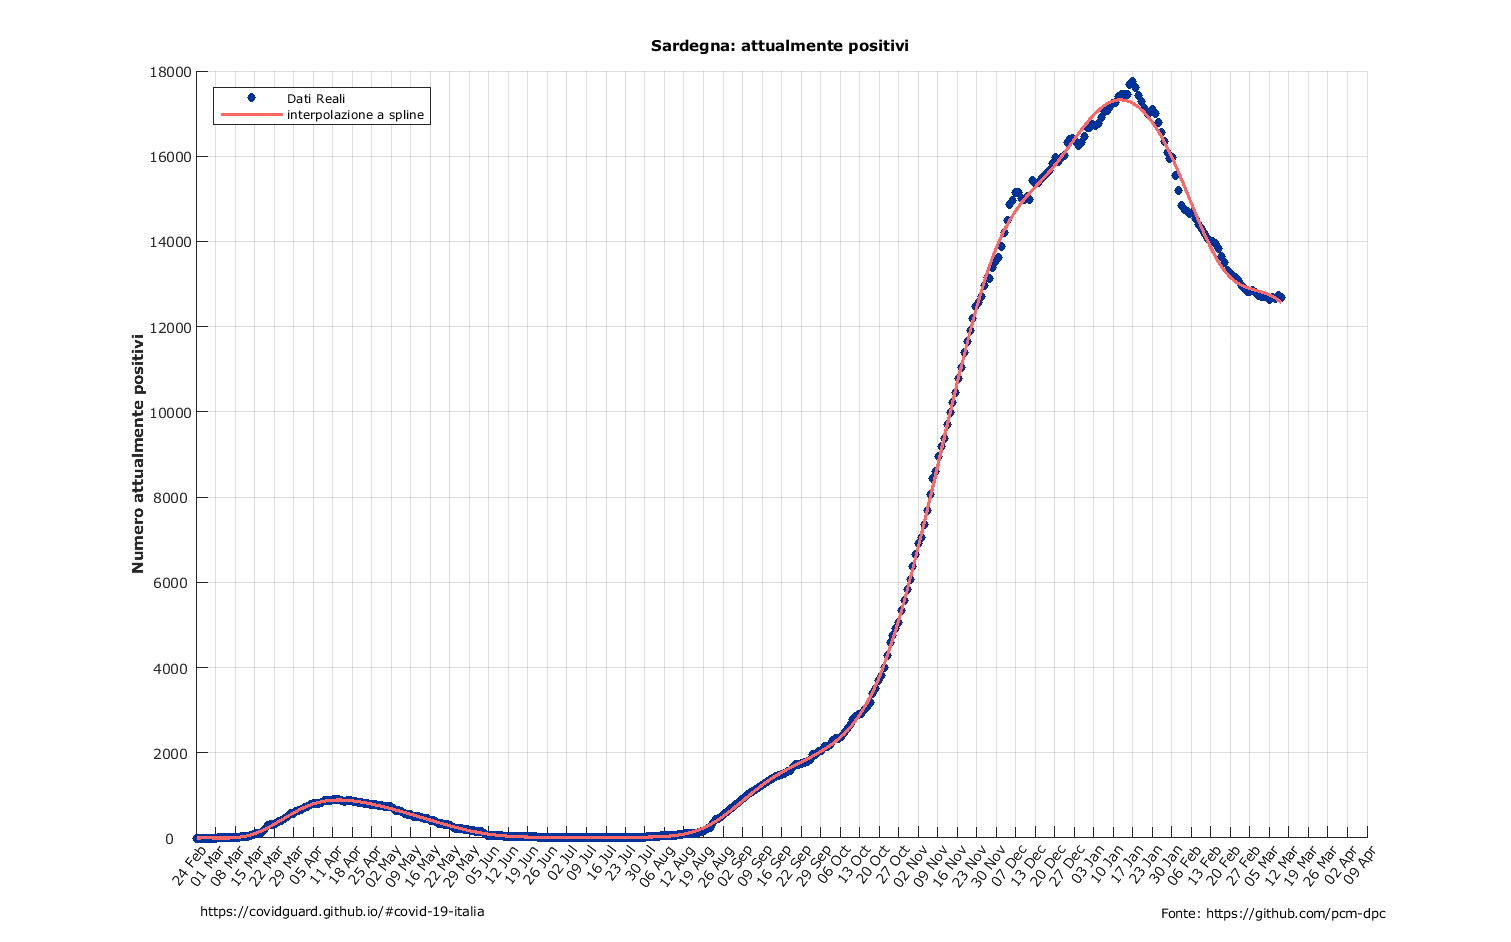 Sardegna: attualmente positivi
Dati Reali
interpolazione a spline
Numero attualmente positivi
18000
16000
14000
12000
10000
8000
6000
4000
2000
0
24 Feb
01 Mar
08 Mar
15 Mar
22 Mar
29 Mar
05 Apr
11 Apr
18 Apr
25 Apr
02 May
09 May
16 May
22 May
29 May
05 Jun
12 Jun
19 Jun
26 Jun
02 Jul
09 Jul
16 Jul
23 Jul
30 Jul
06 Aug
12 Aug
19 Aug
26 Aug
02 Sep
09 Sep
16 Sep
22 Sep
29 Sep
06 Oct
13 Oct
20 Oct
27 Oct
02 Nov
09 Nov
16 Nov
23 Nov
30 Nov
07 Dec
13 Dec
20 Dec
27 Dec
03 Jan
10 Jan
17 Jan
23 Jan
30 Jan
06 Feb
13 Feb
20 Feb
27 Feb
05 Mar
12 Mar
19 Mar
26 Mar
02 Apr
09 Apr
https://covidguard.github.io/#covid-19-italia
Fonte: https://github.com/pcm-dpc